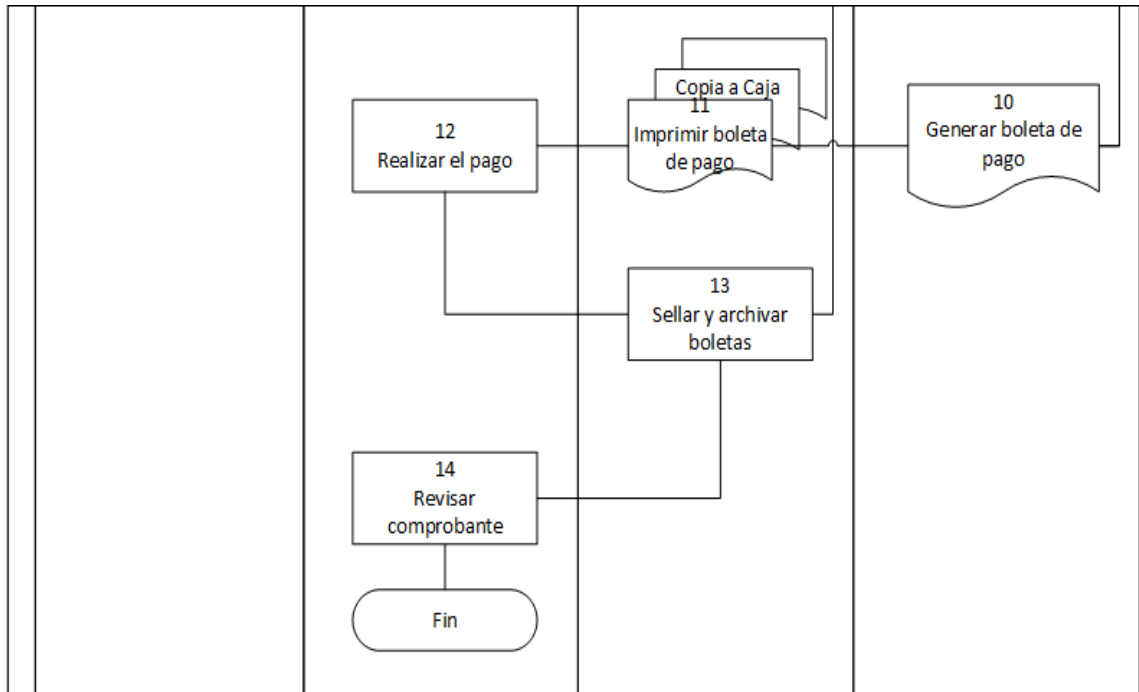 Copia a Caja
11
Imprimir boleta
de pago
10
Generar boleta de
pago
12
Realizar el pago
13
Sellar y archivar
boletas
14
Revisar
comprobante
Fin